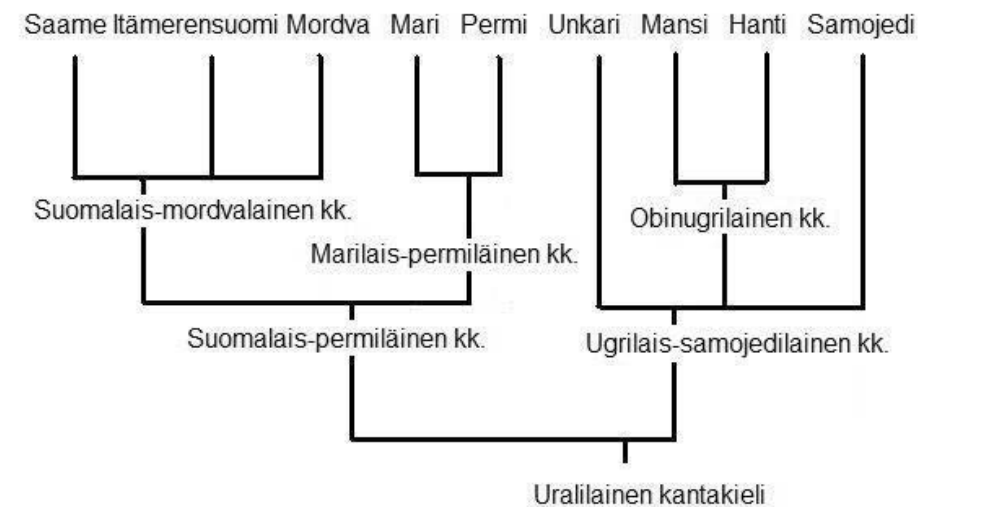 Saame Itämerensuomi Mordva Mari Permi Unkari Mansi Hanti Samojedi
Suomalais-mordvalainen kk.
Obinugrilainen kk.
Marilais-permiläinen kk.
Suomalais-permiläinen kk.
Ugrilais-samojedilainen kk.
Uralilainen kantakieli